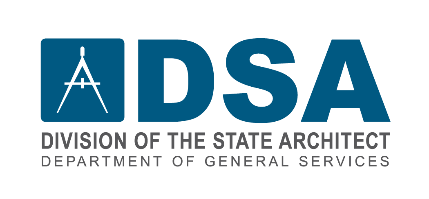 DSA
DIVISION OF THE STATE ARCHITECT
DEPARTMENT OF GENERAL SERVICES